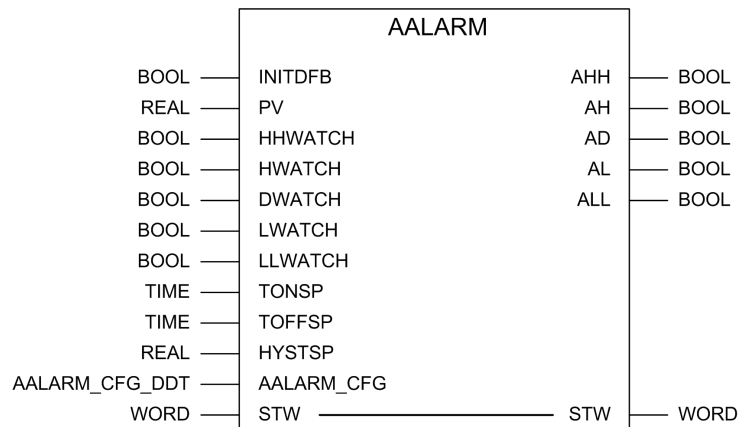 AALARM
BOOL INITDFB AHH BOOL
REAL PV AH BOOL
BOOL HHWATCH AD BOOL
BOOL HWATCH AL BOOL
BOOL DWATCH ALL BOOL
BOOL LWATCH
BOOL LLWATCH
TIME TONSP
TIME TOFFSP
REAL HYSTSP
AALARM_CFG_DDT AALARM_CFG
WORD STW STW WORD